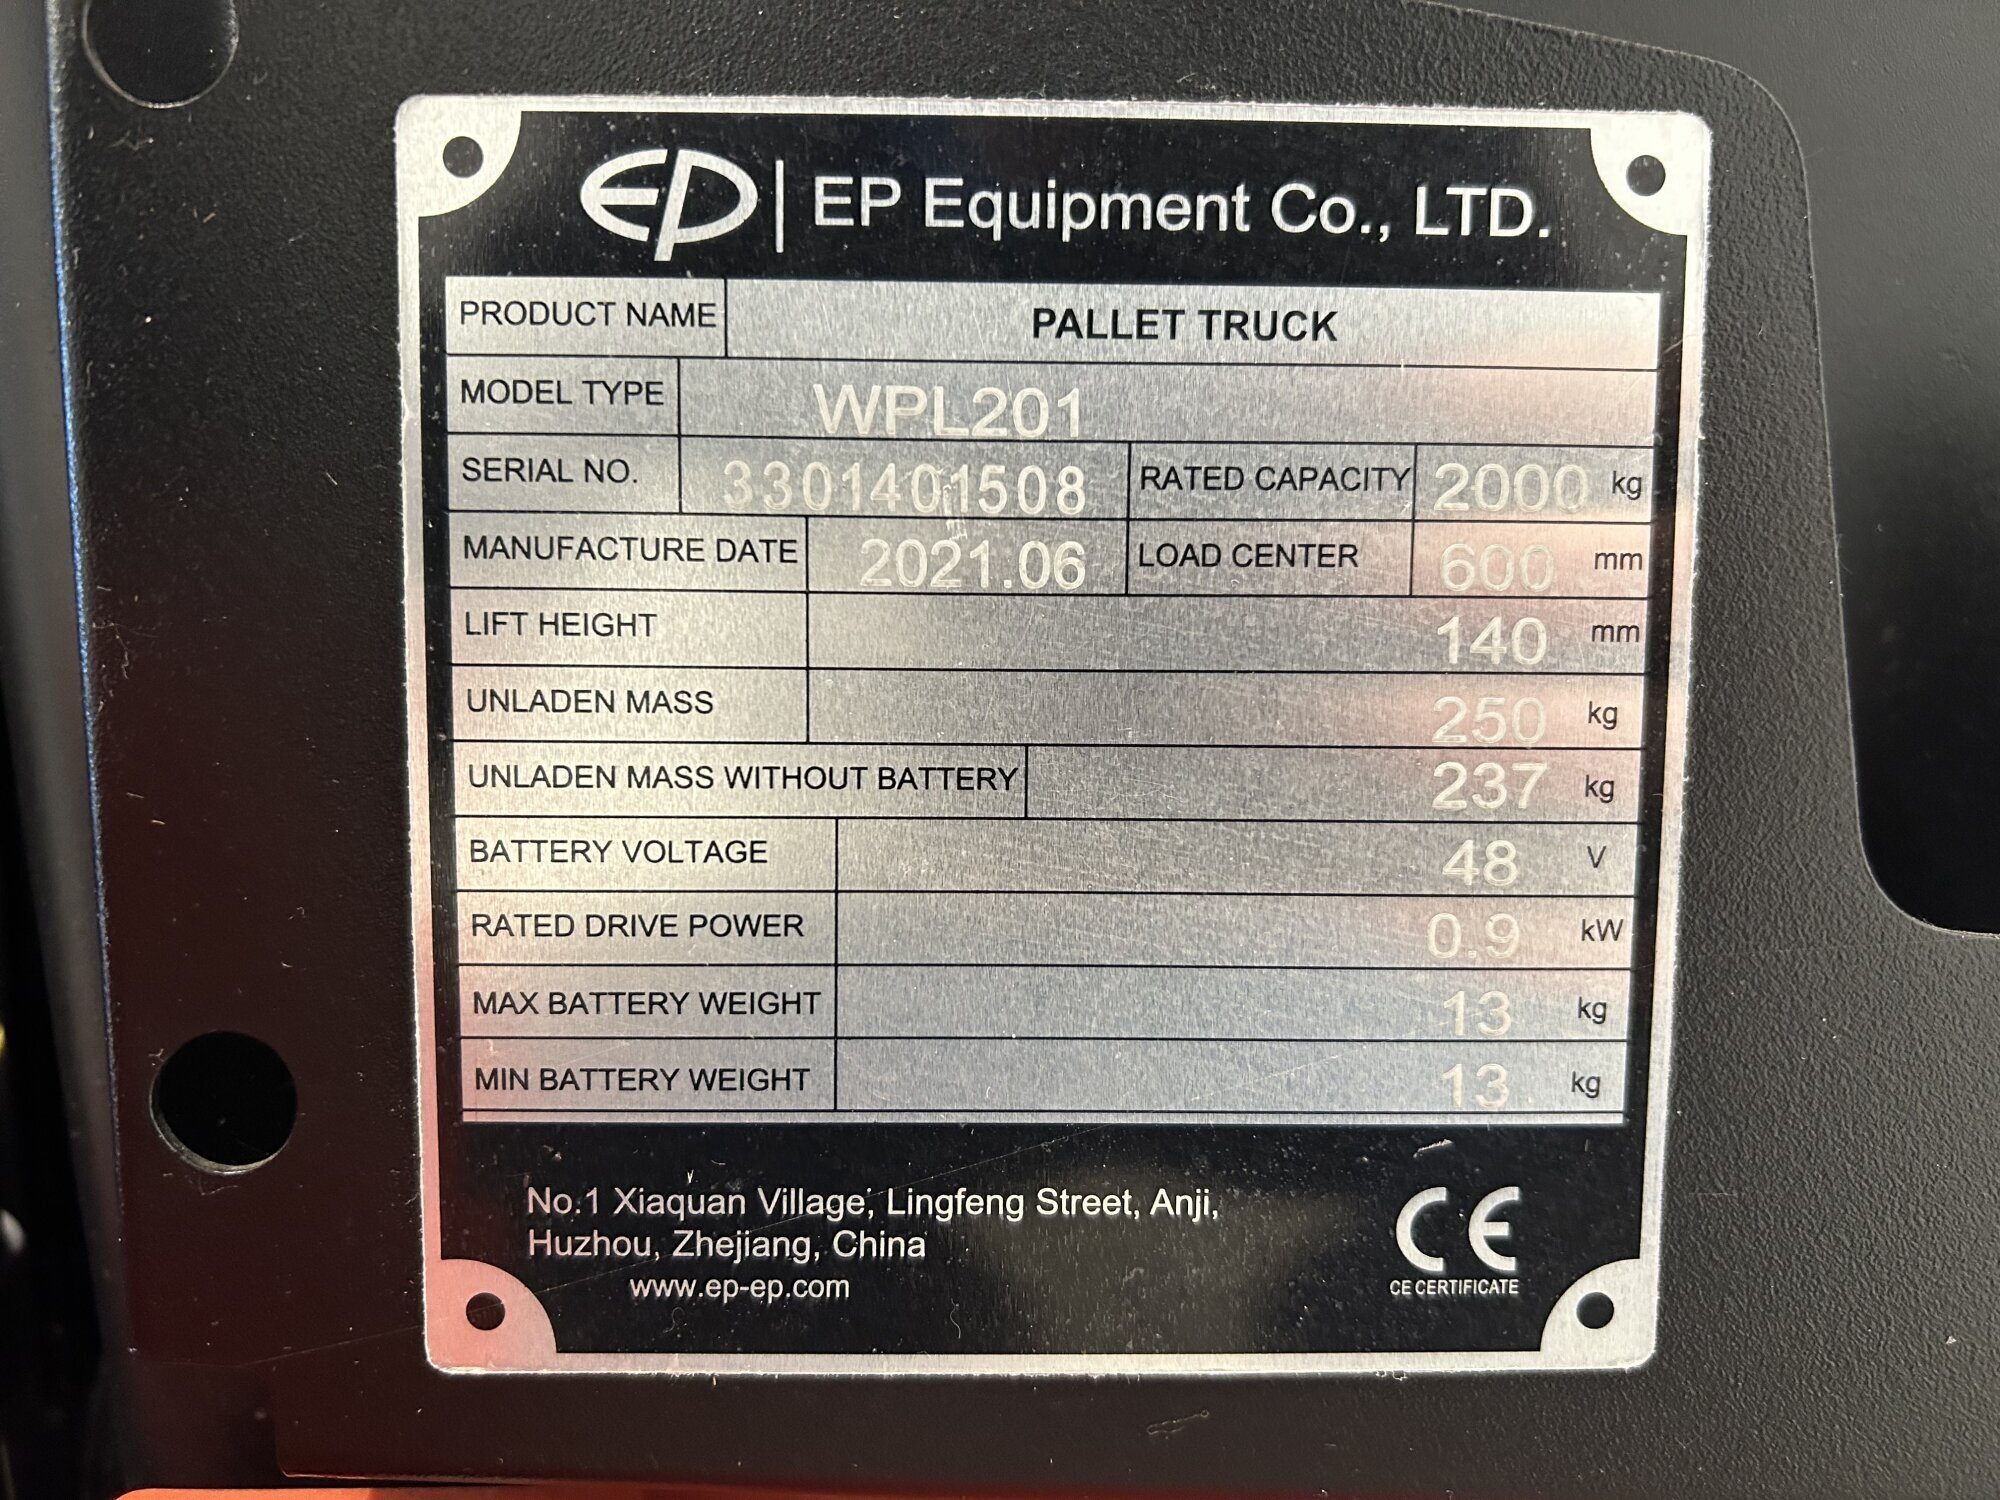 EP | EP Equipment Co., LTD.
PRODUCT NAME PALLET TRUCK
MODEL TYPE WPL201
SERIAL NO. 3301401508 RATED CAPACITY 2000 kg
MANUFACTURE DATE 2021.06 LOAD CENTER 600 mm
LIFT HEIGHT 140 mm
UNLADEN MASS 250 kg
UNLADEN MASS WITHOUT BATTERY 237 kg
BATTERY VOLTAGE 48 V
RATED DRIVE POWER 0.9 kW
MAX BATTERY WEIGHT 13 kg
MIN BATTERY WEIGHT 13 kg
No.1 Xiaquan Village, Lingfeng Street, Anji,
Huzhou, Zhejiang, China
www.ep-ep.com
CE
CE CERTIFICATE